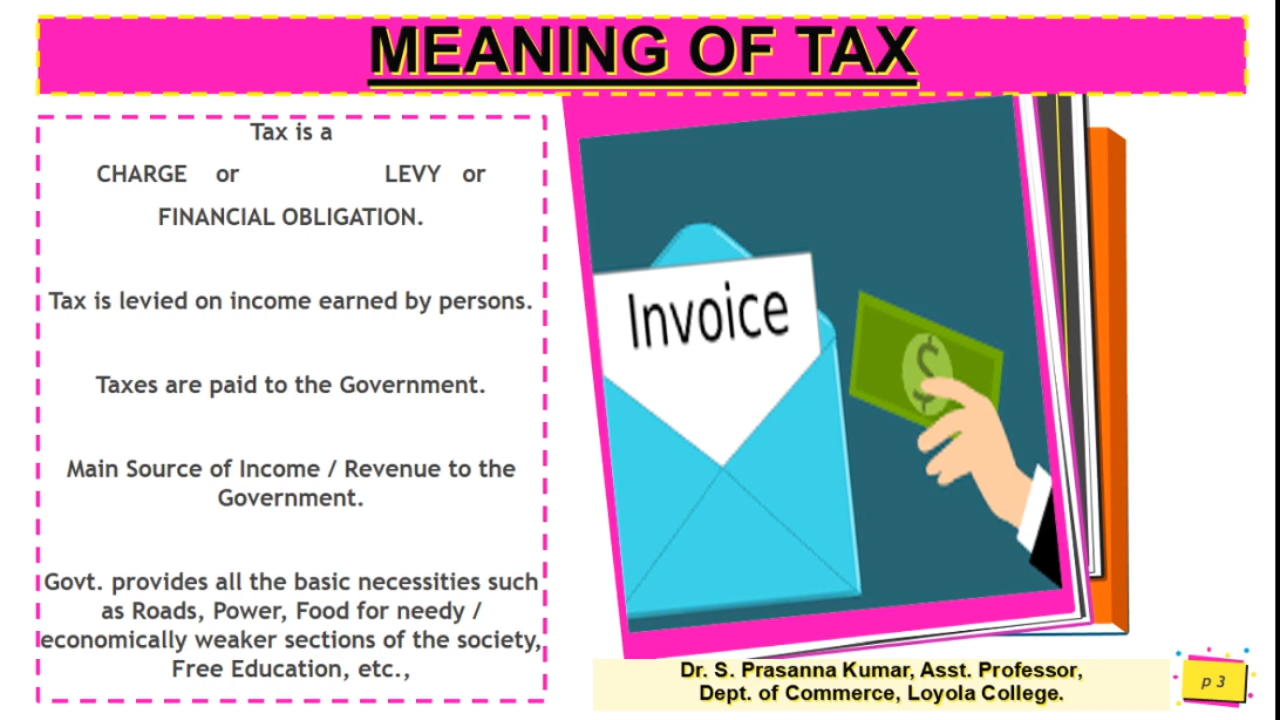 MEANING OF TAX
Tax is a
CHARGE or LEVY or
FINANCIAL OBLIGATION.
Tax is levied on income earned by persons.
Taxes are paid to the Government.
Main Source of Income / Revenue to the
Government.
Govt. provides all the basic necessities such
as Roads, Power, Food for needy /
economically weaker sections of the society,
Free Education, etc.,
Invoice
$
Dr. S. Prasanna Kumar, Asst. Professor,
Dept. of Commerce, Loyola College.
p 3